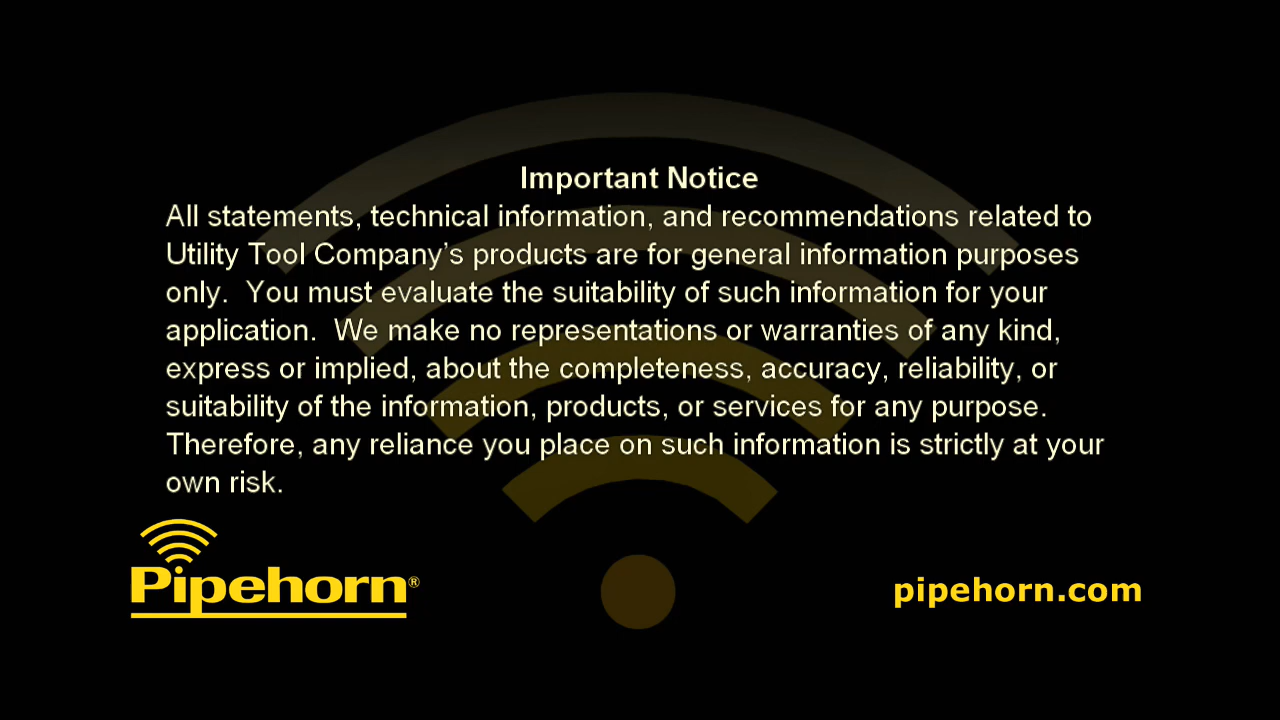 Important Notice
All statements, technical information, and recommendations related to
Utility Tool Company’s products are for general information purposes
only.  You must evaluate the suitability of such information for your
application.  We make no representations or warranties of any kind,
express or implied, about the completeness, accuracy, reliability, or
suitability of the information, products, or services for any purpose.
Therefore, any reliance you place on such information is strictly at your
own risk.
Pipehorn®
pipehorn.com